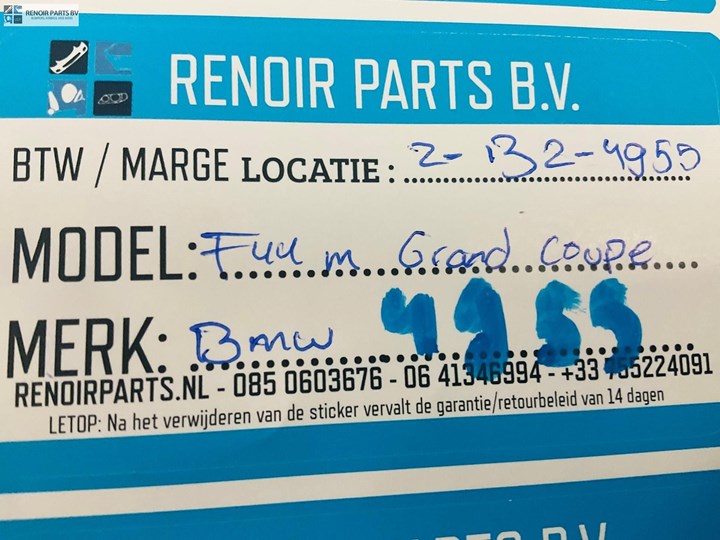 RENOIR PARTS BV
RENOIR PARTS B.V.
BTW / MARGE LOCATIE : 2-B2-4955
MODEL: F44 m Grand Coupe
MERK: BMW 4955
RENOIRPARTS.NL - 085 0603676 - 06 41346994 - +33 765224091
LETOP: Na het verwijderen van de sticker vervalt de garantie/retourbeleid van 14 dagen